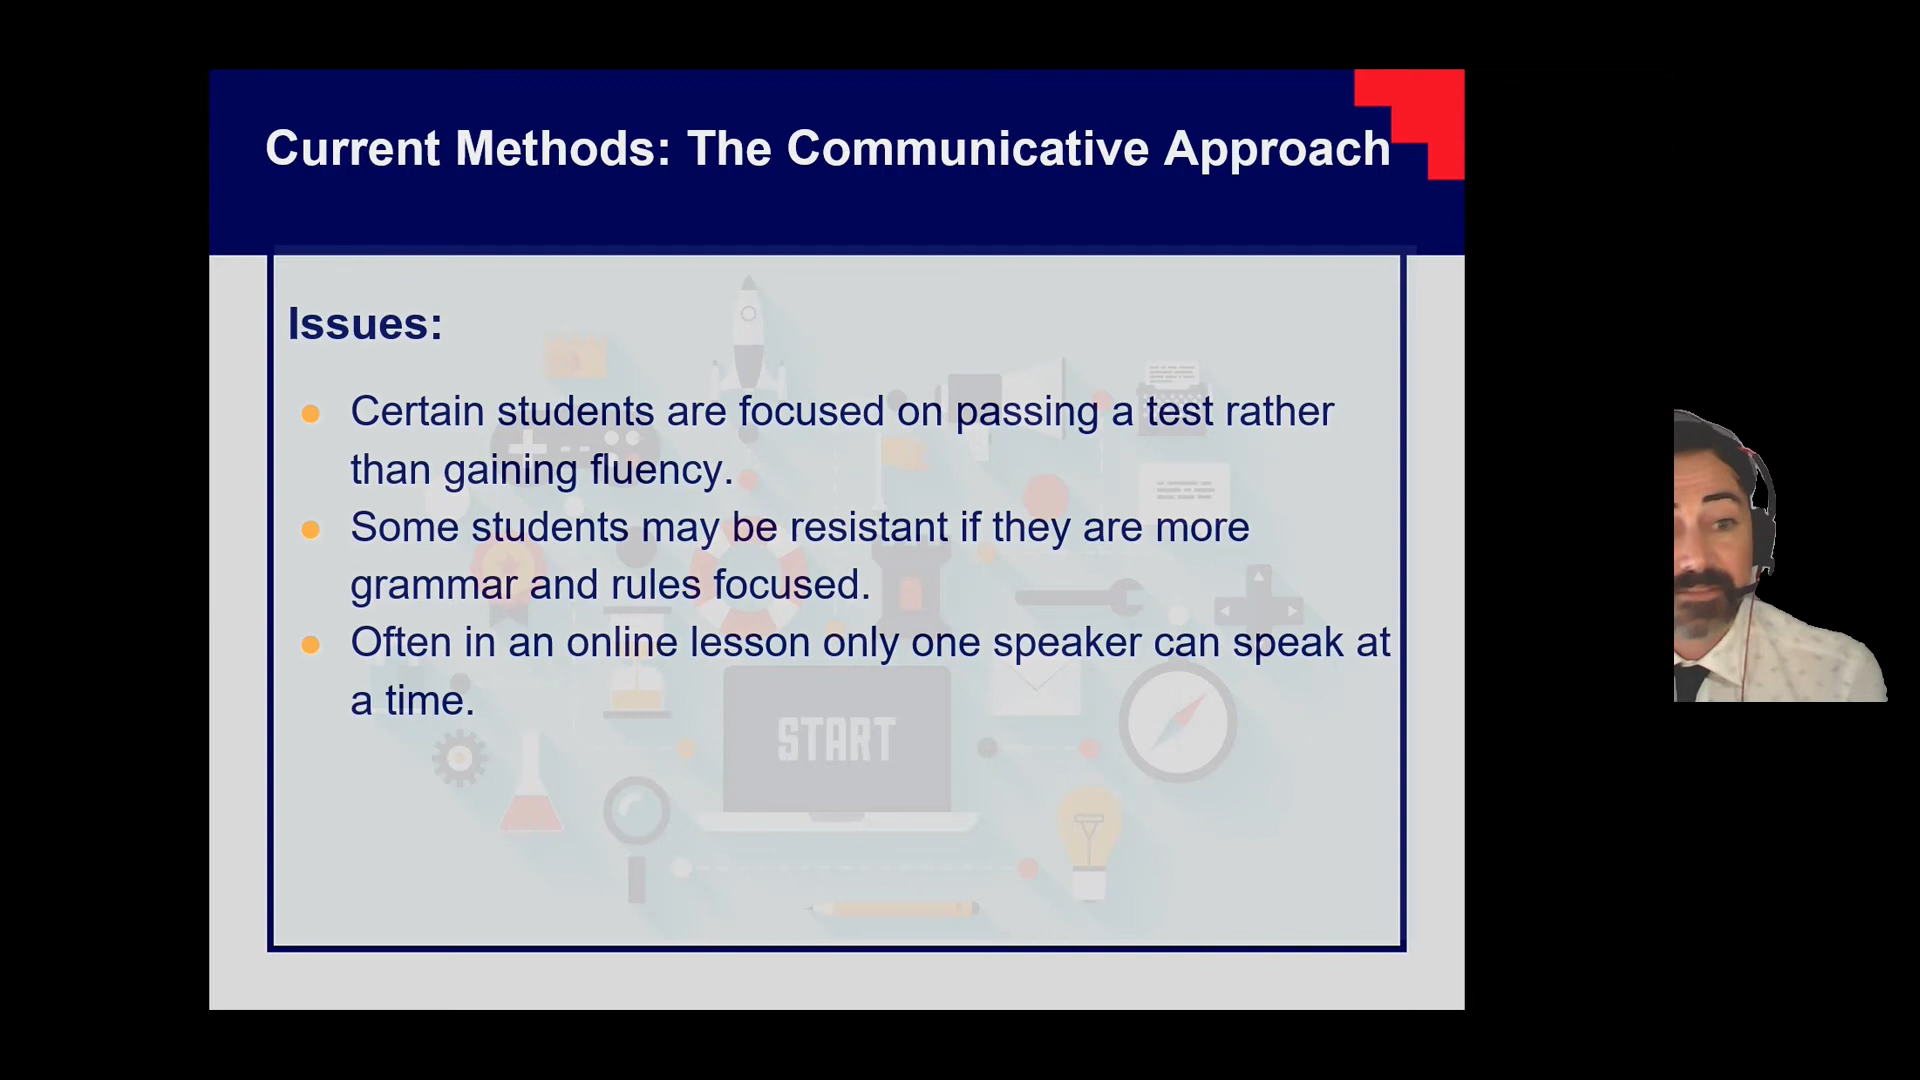 Current Methods: The Communicative Approach
Issues:
Certain students are focused on passing a test rather
than gaining fluency.
Some students may be resistant if they are more
grammar and rules focused.
Often in an online lesson only one speaker can speak at
a time.
START